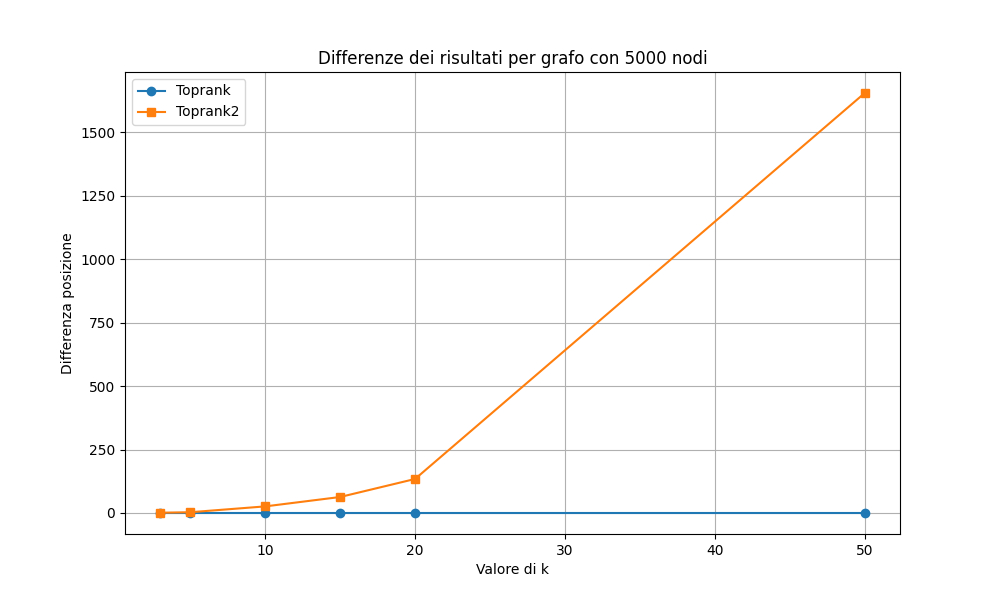 Differenze dei risultati per grafo con 5000 nodi
Toprank
Toprank2
Differenza posizione
1500
1250
1000
750
500
250
0
10 20 30 40 50
Valore di k